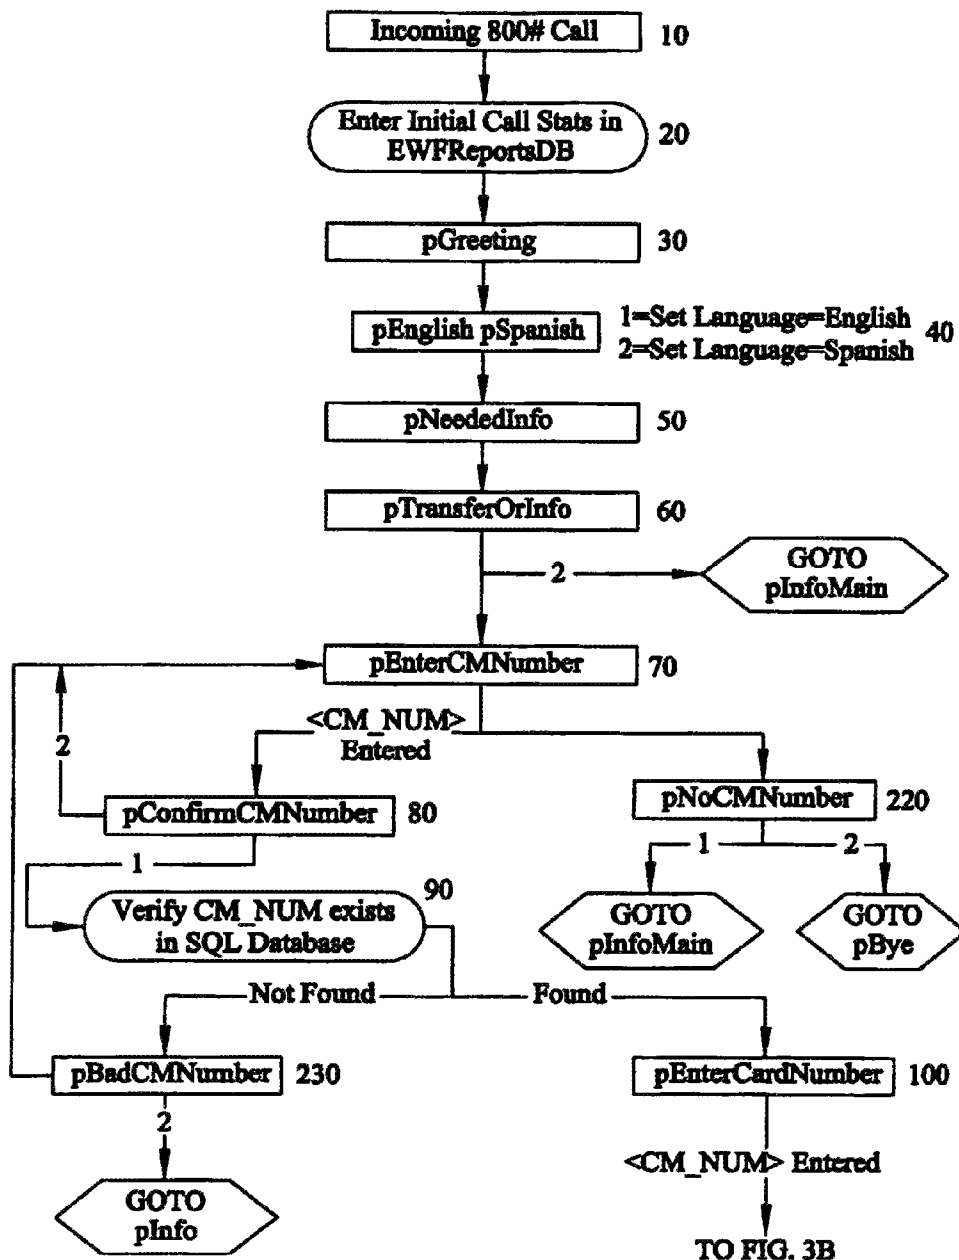 Incoming 800# Call
10
Enter Initial Call Stats in
EWFReportsDB
20
pGreeting
30
pEnglish pSpanish
1=Set Language=English
2=Set Language=Spanish
40
pNeededInfo
50
pTransferOrInfo
60
2
GOTO
pInfoMain
pEnterCMNumber
70
<CM_NUM>
Entered
2
pConfirmCMNumber
80
pNoCMNumber
220
1
1
2
90
Verify CM_NUM exists
in SQL Database
GOTO
pInfoMain
GOTO
pBye
Not Found
Found
pBadCMNumber
230
pEnterCardNumber
100
2
<CM_NUM> Entered
GOTO
pInfo
TO FIG. 3B